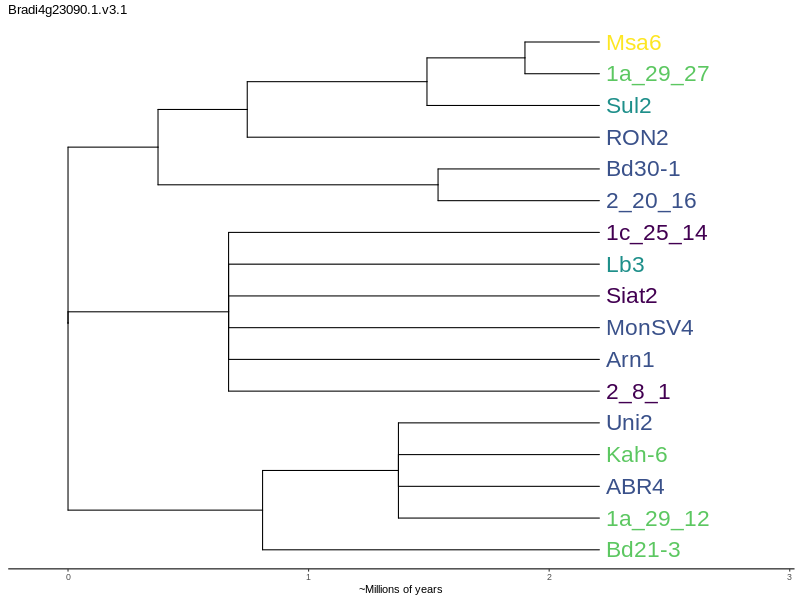 Bradi4g23090.1.v3.1
Msa6
1a_29_27
Sul2
RON2
Bd30-1
2_20_16
1c_25_14
Lb3
Siat2
MonSV4
Arn1
2_8_1
Uni2
Kah-6
ABR4
1a_29_12
Bd21-3
0 1 2 3
~Millions of years